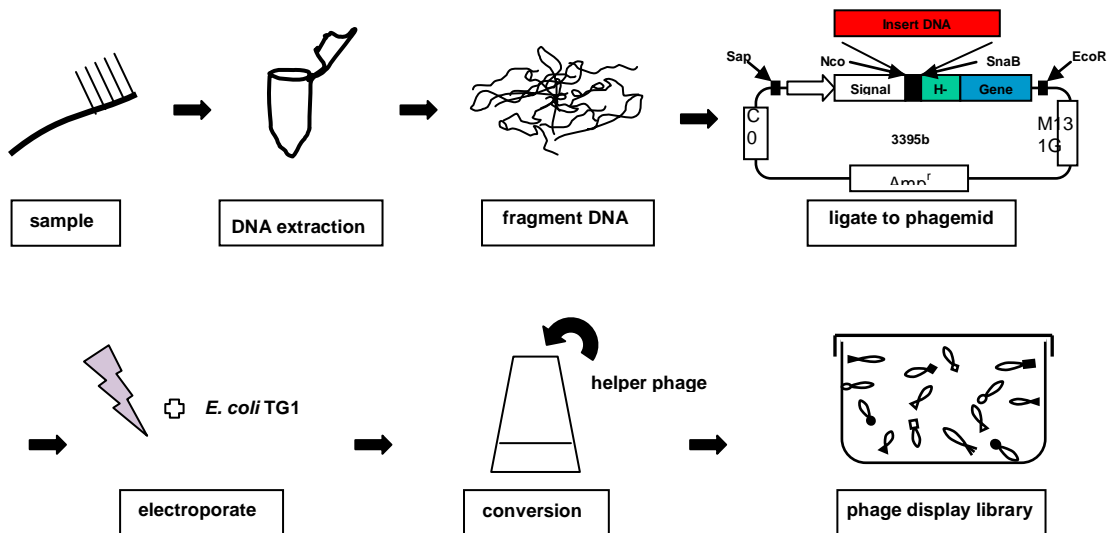 Insert DNA
Sap
Nco
SnaB
EcoR
Signal
H-
Gene
C
0
3395b
M13
1G
Amp^r
sample
DNA extraction
fragment DNA
ligate to phagemid
E. coli TG1
helper phage
electroporate
conversion
phage display library